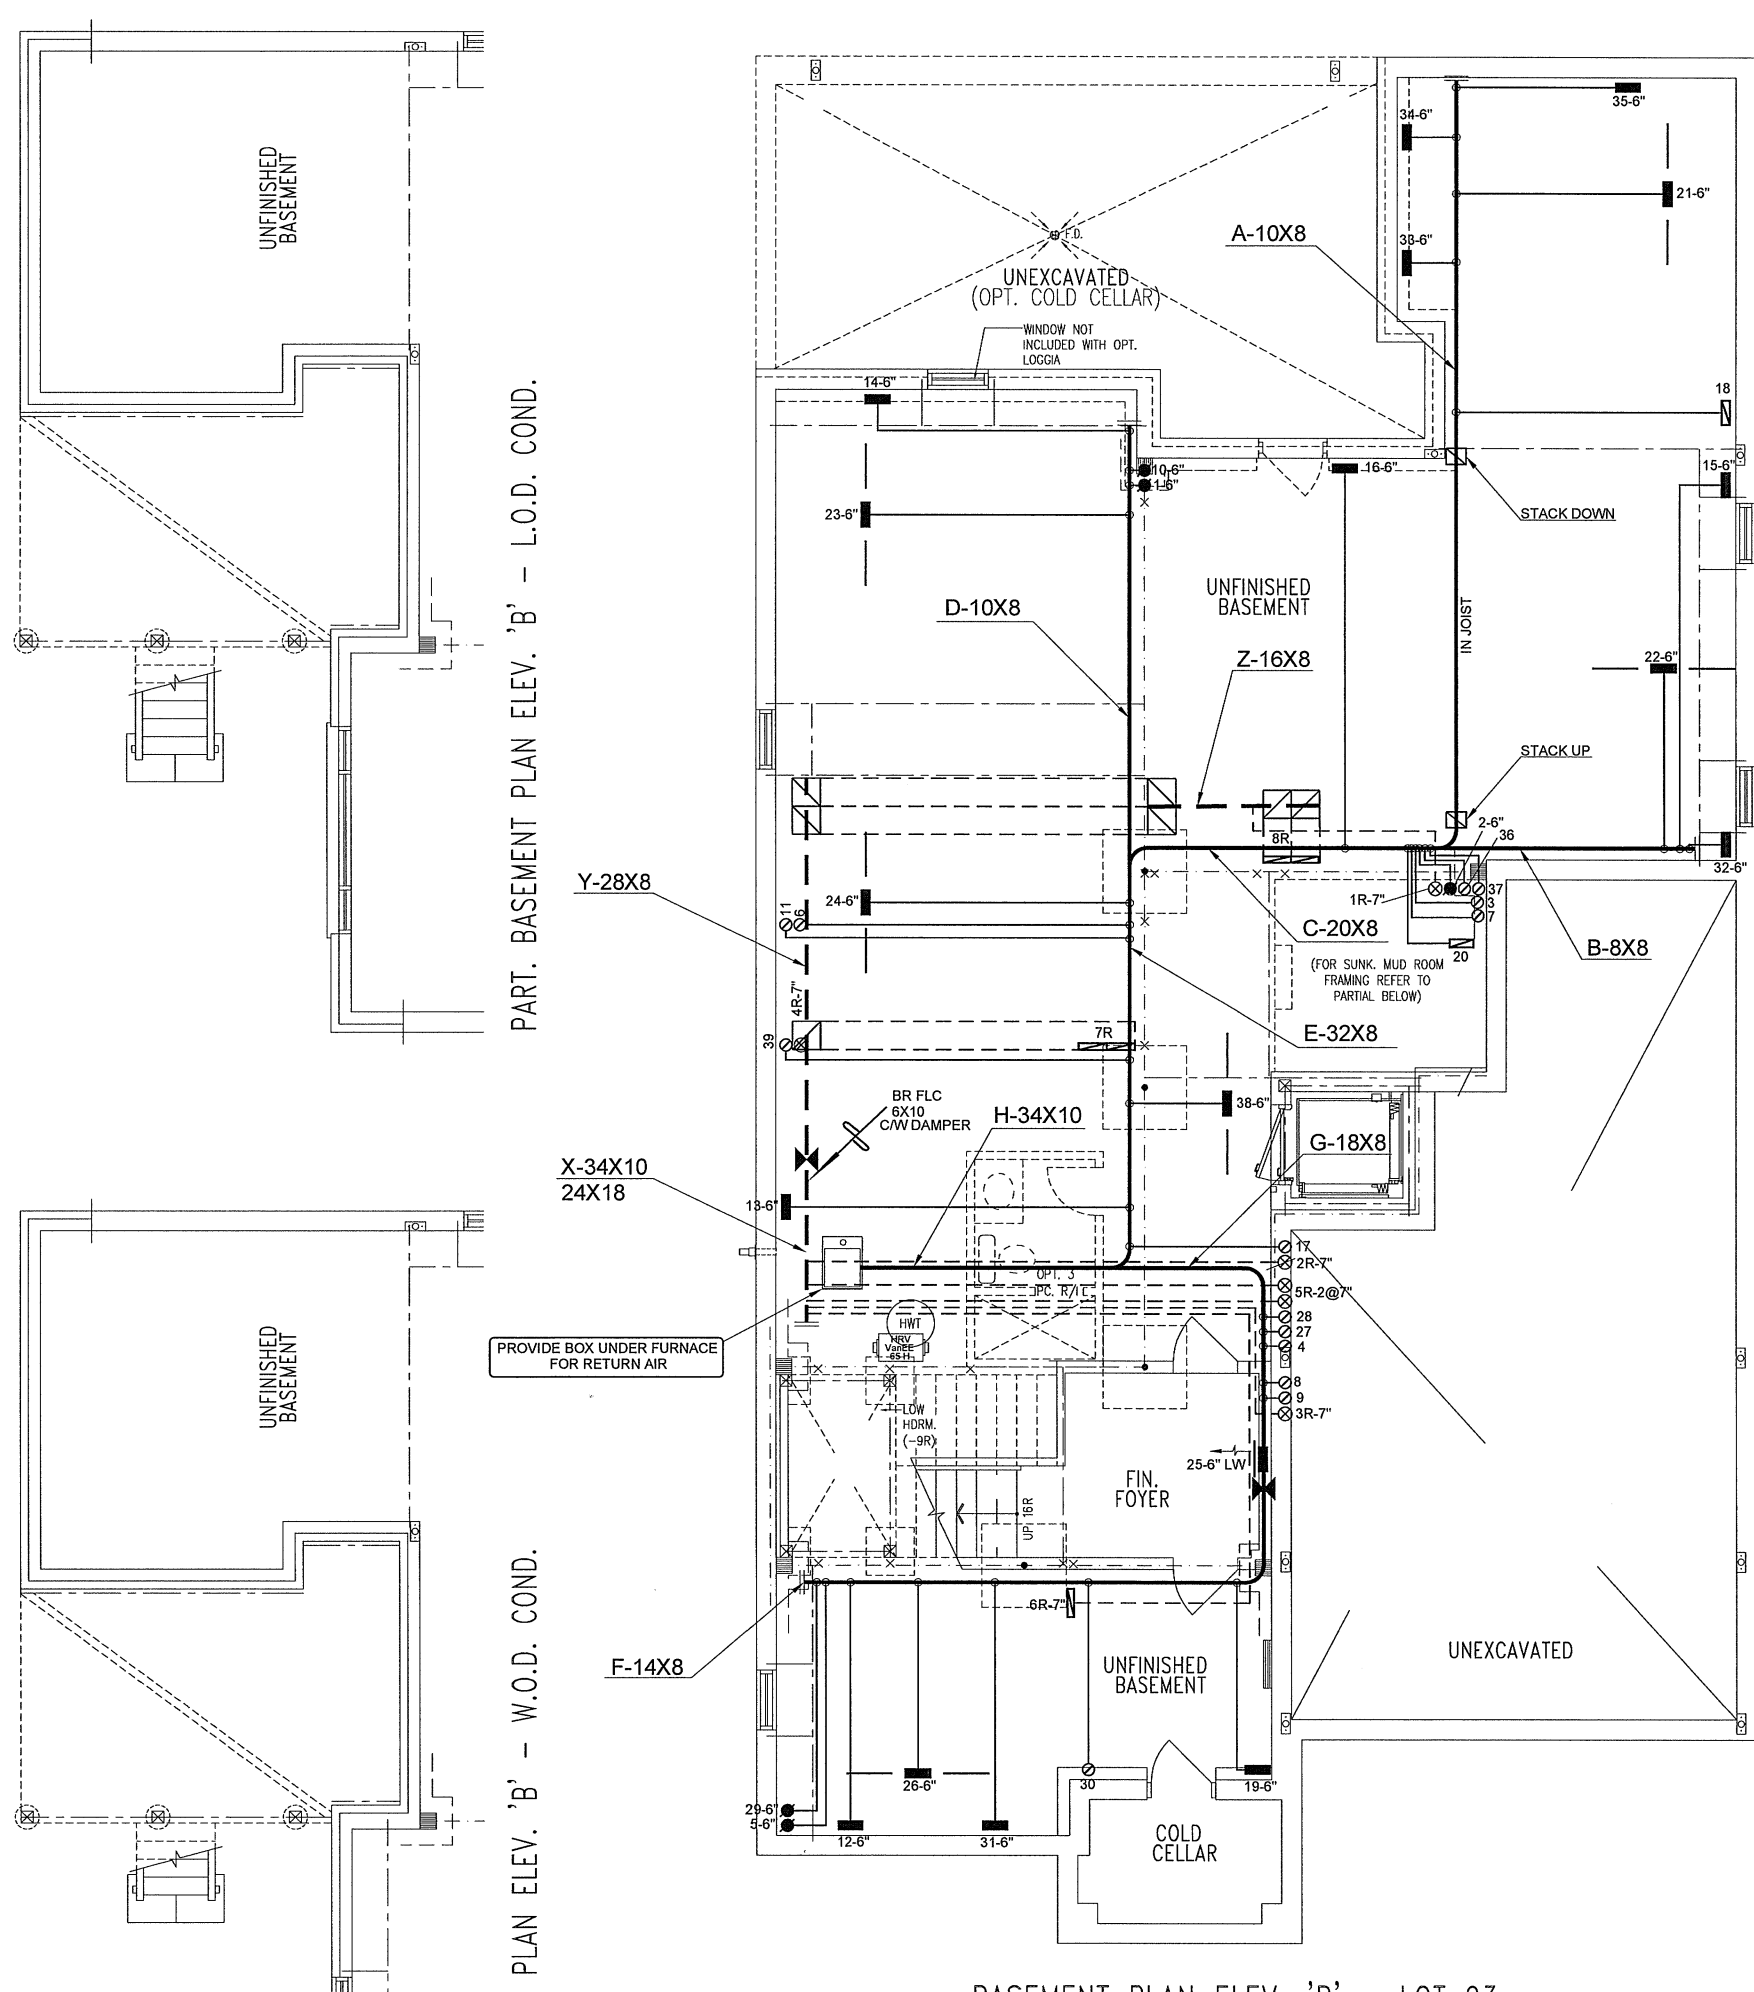 UNFINISHED
BASEMENT
PART. BASEMENT PLAN ELEV. 'B' - L.O.D. COND.
UNFINISHED
BASEMENT
PLAN ELEV. 'B' - W.O.D. COND.
35-6"
34-6"
21-6"
33-6"
A-10X8
F.D.
UNEXCAVATED
(OPT. COLD CELLAR)
WINDOW NOT
INCLUDED WITH OPT.
LOGGIA
14-6"
18
10-6"
1-6"
16-6"
15-6"
23-6"
STACK DOWN
UNFINISHED
BASEMENT
D-10X8
IN JOIST
Z-16X8
22-6"
STACK UP
2-6"
36
8R
32-6"
Y-28X8
24-6"
11
6
1R-7"
37
3
7
C-20X8
20
B-8X8
(FOR SUNK. MUD ROOM
FRAMING REFER TO
PARTIAL BELOW)
4R-7"
39
7R
E-32X8
BR FLC
6X10
C/W DAMPER
H-34X10
38-6"
G-18X8
X-34X10
24X18
13-6"
17
2R-7"
OPT. 3
PC. R/I
5R-2@7"
28
27
4
HWT
HRV
VanEE
65 H
PROVIDE BOX UNDER FURNACE
FOR RETURN AIR
8
9
3R-7"
LOW
HDRM.
(-9R)
25-6" LW
FIN.
FOYER
UP 16R
6R-7"
F-14X8
UNFINISHED
BASEMENT
UNEXCAVATED
26-6"
30
19-6"
29-6"
5-6"
12-6"
31-6"
COLD
CELLAR
BASEMENT PLAN ELEV. 'B'